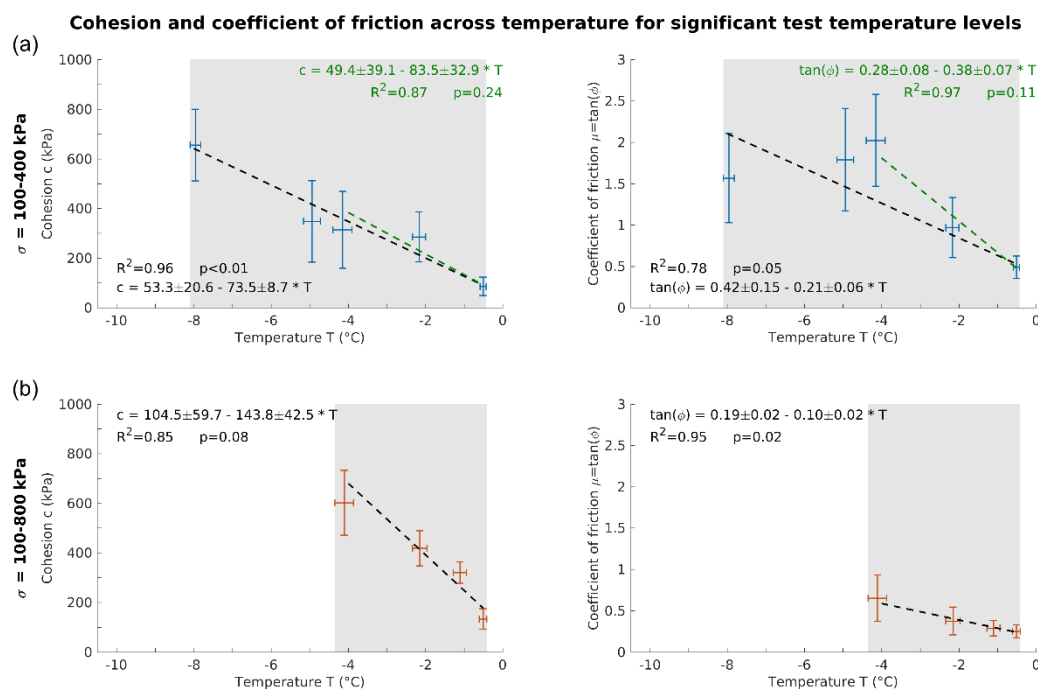 Cohesion and coefficient of friction across temperature for significant test temperature levels
(a)
σ = 100-400 kPa
Cohesion c (kPa)
1000
800
600
400
200
0
c = 49.4±39.1 - 83.5±32.9 * T
R²=0.87 p=0.24
R²=0.96 p<0.01
c = 53.3±20.6 - 73.5±8.7 * T
-10 -8 -6 -4 -2 0
Temperature T (°C)
Coefficient of friction μ=tan(ϕ)
3
2.5
2
1.5
1
0.5
0
tan(ϕ) = 0.28±0.08 - 0.38±0.07 * T
R²=0.97 p=0.11
R²=0.78 p=0.05
tan(ϕ) = 0.42±0.15 - 0.21±0.06 * T
-10 -8 -6 -4 -2 0
Temperature T (°C)
(b)
σ = 100-800 kPa
Cohesion c (kPa)
1000
800
600
400
200
0
c = 104.5±59.7 - 143.8±42.5 * T
R²=0.85 p=0.08
-10 -8 -6 -4 -2 0
Temperature T (°C)
Coefficient of friction μ=tan(ϕ)
3
2.5
2
1.5
1
0.5
0
tan(ϕ) = 0.19±0.02 - 0.10±0.02 * T
R²=0.95 p=0.02
-10 -8 -6 -4 -2 0
Temperature T (°C)